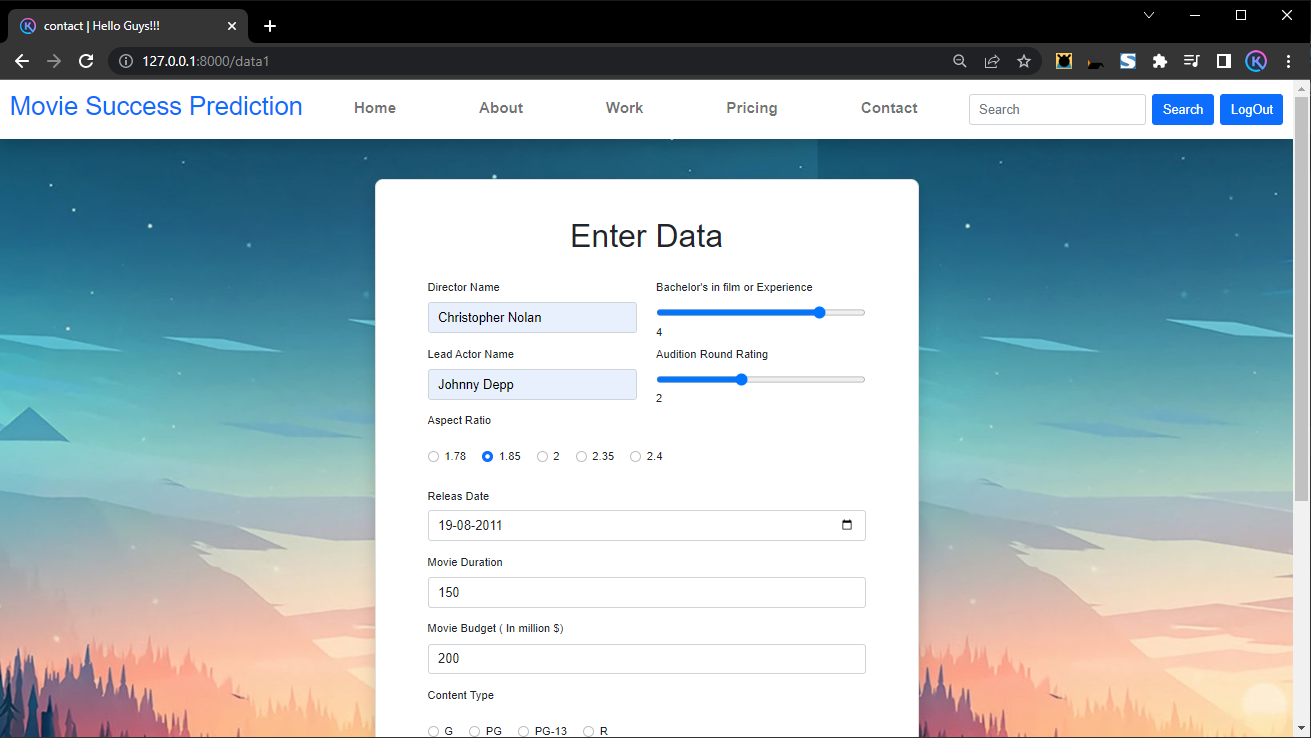 contact | Hello Guys!!!
127.0.0.1:8000/data1
Movie Success Prediction Home About Work Pricing Contact Search Search LogOut
Enter Data
Director Name Bachelor's in film or Experience
Christopher Nolan
4
Lead Actor Name Audition Round Rating
Johnny Depp
2
Aspect Ratio
1.78 1.85 2 2.35 2.4
Releas Date
19-08-2011
Movie Duration
150
Movie Budget ( In million $)
200
Content Type
G PG PG-13 R